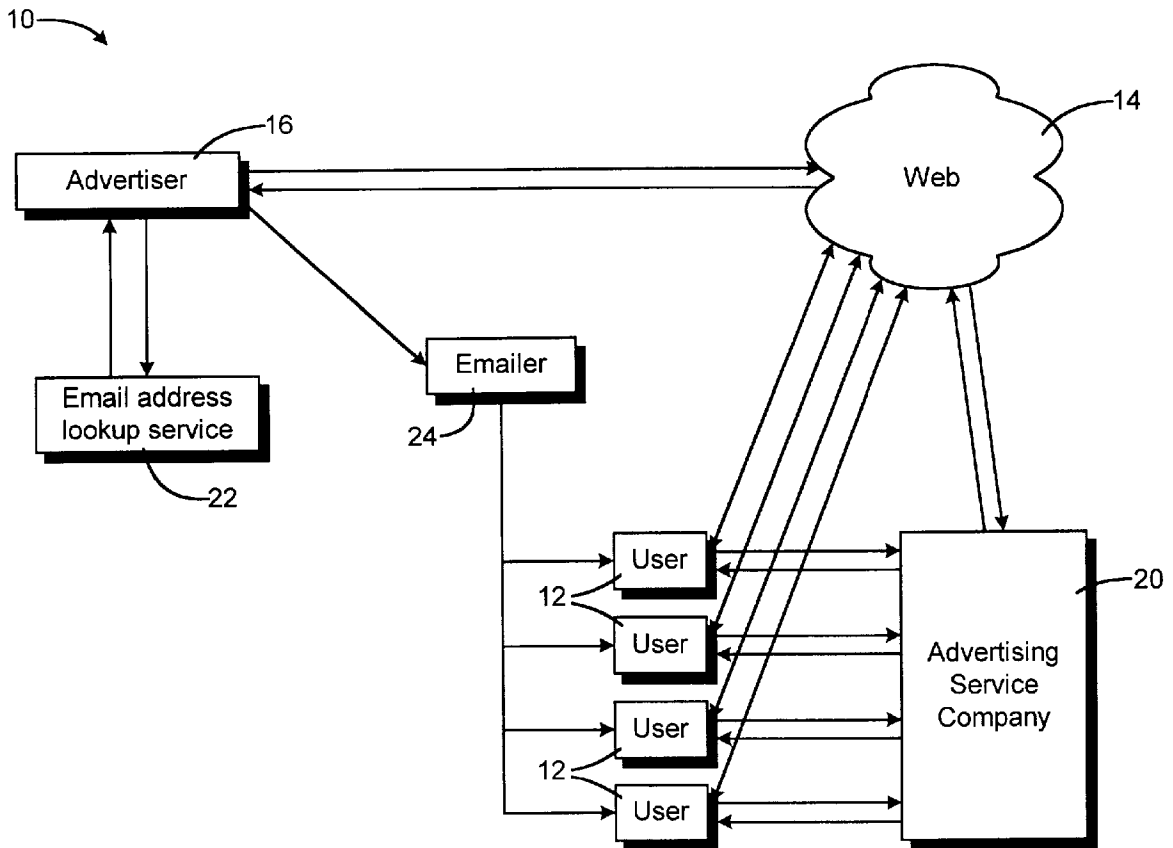 10
14
16
Advertiser
Web
Emailer
24
Email address
lookup service
22
User
12
User
User
12
User
20
Advertising
Service
Company